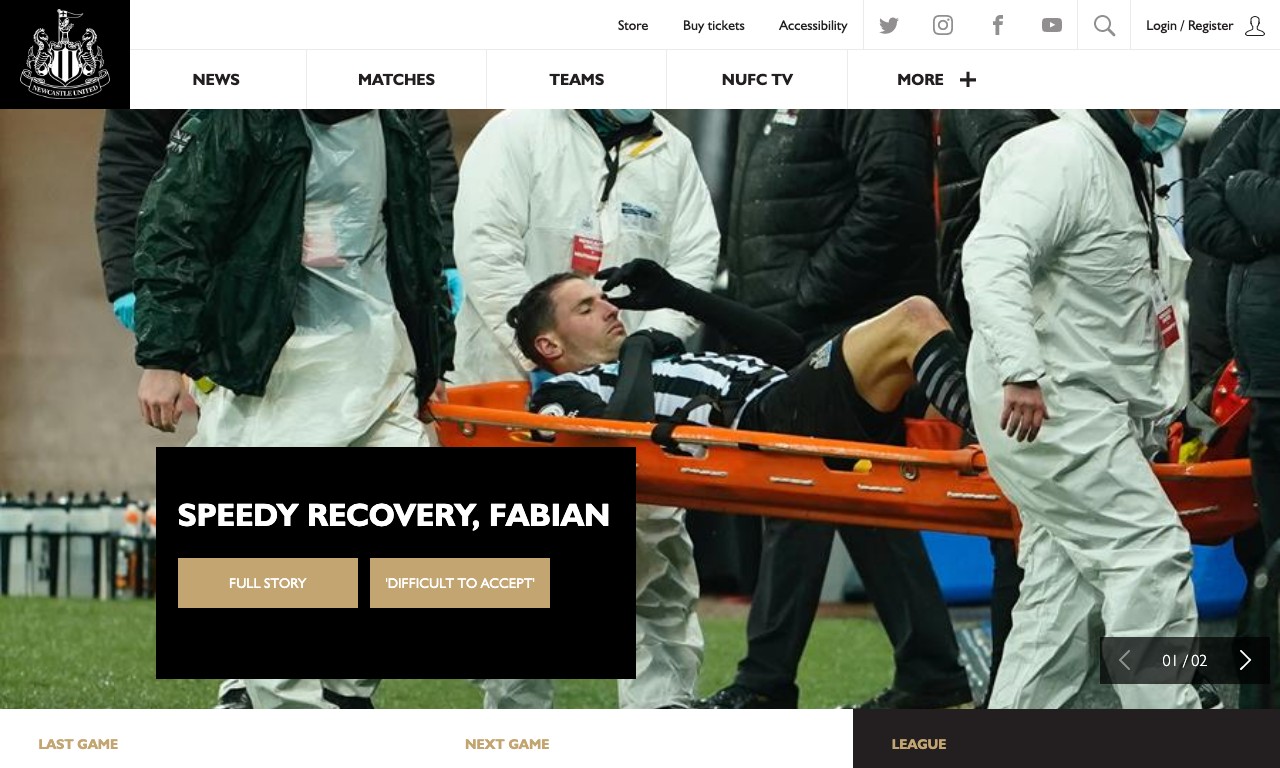 Store
Buy tickets
Accessibility
Login / Register
NEWCASTLE UNITED
NEWS
MATCHES
TEAMS
NUFC TV
MORE
SPEEDY RECOVERY, FABIAN
FULL STORY
'DIFFICULT TO ACCEPT'
01 / 02
LAST GAME
NEXT GAME
LEAGUE